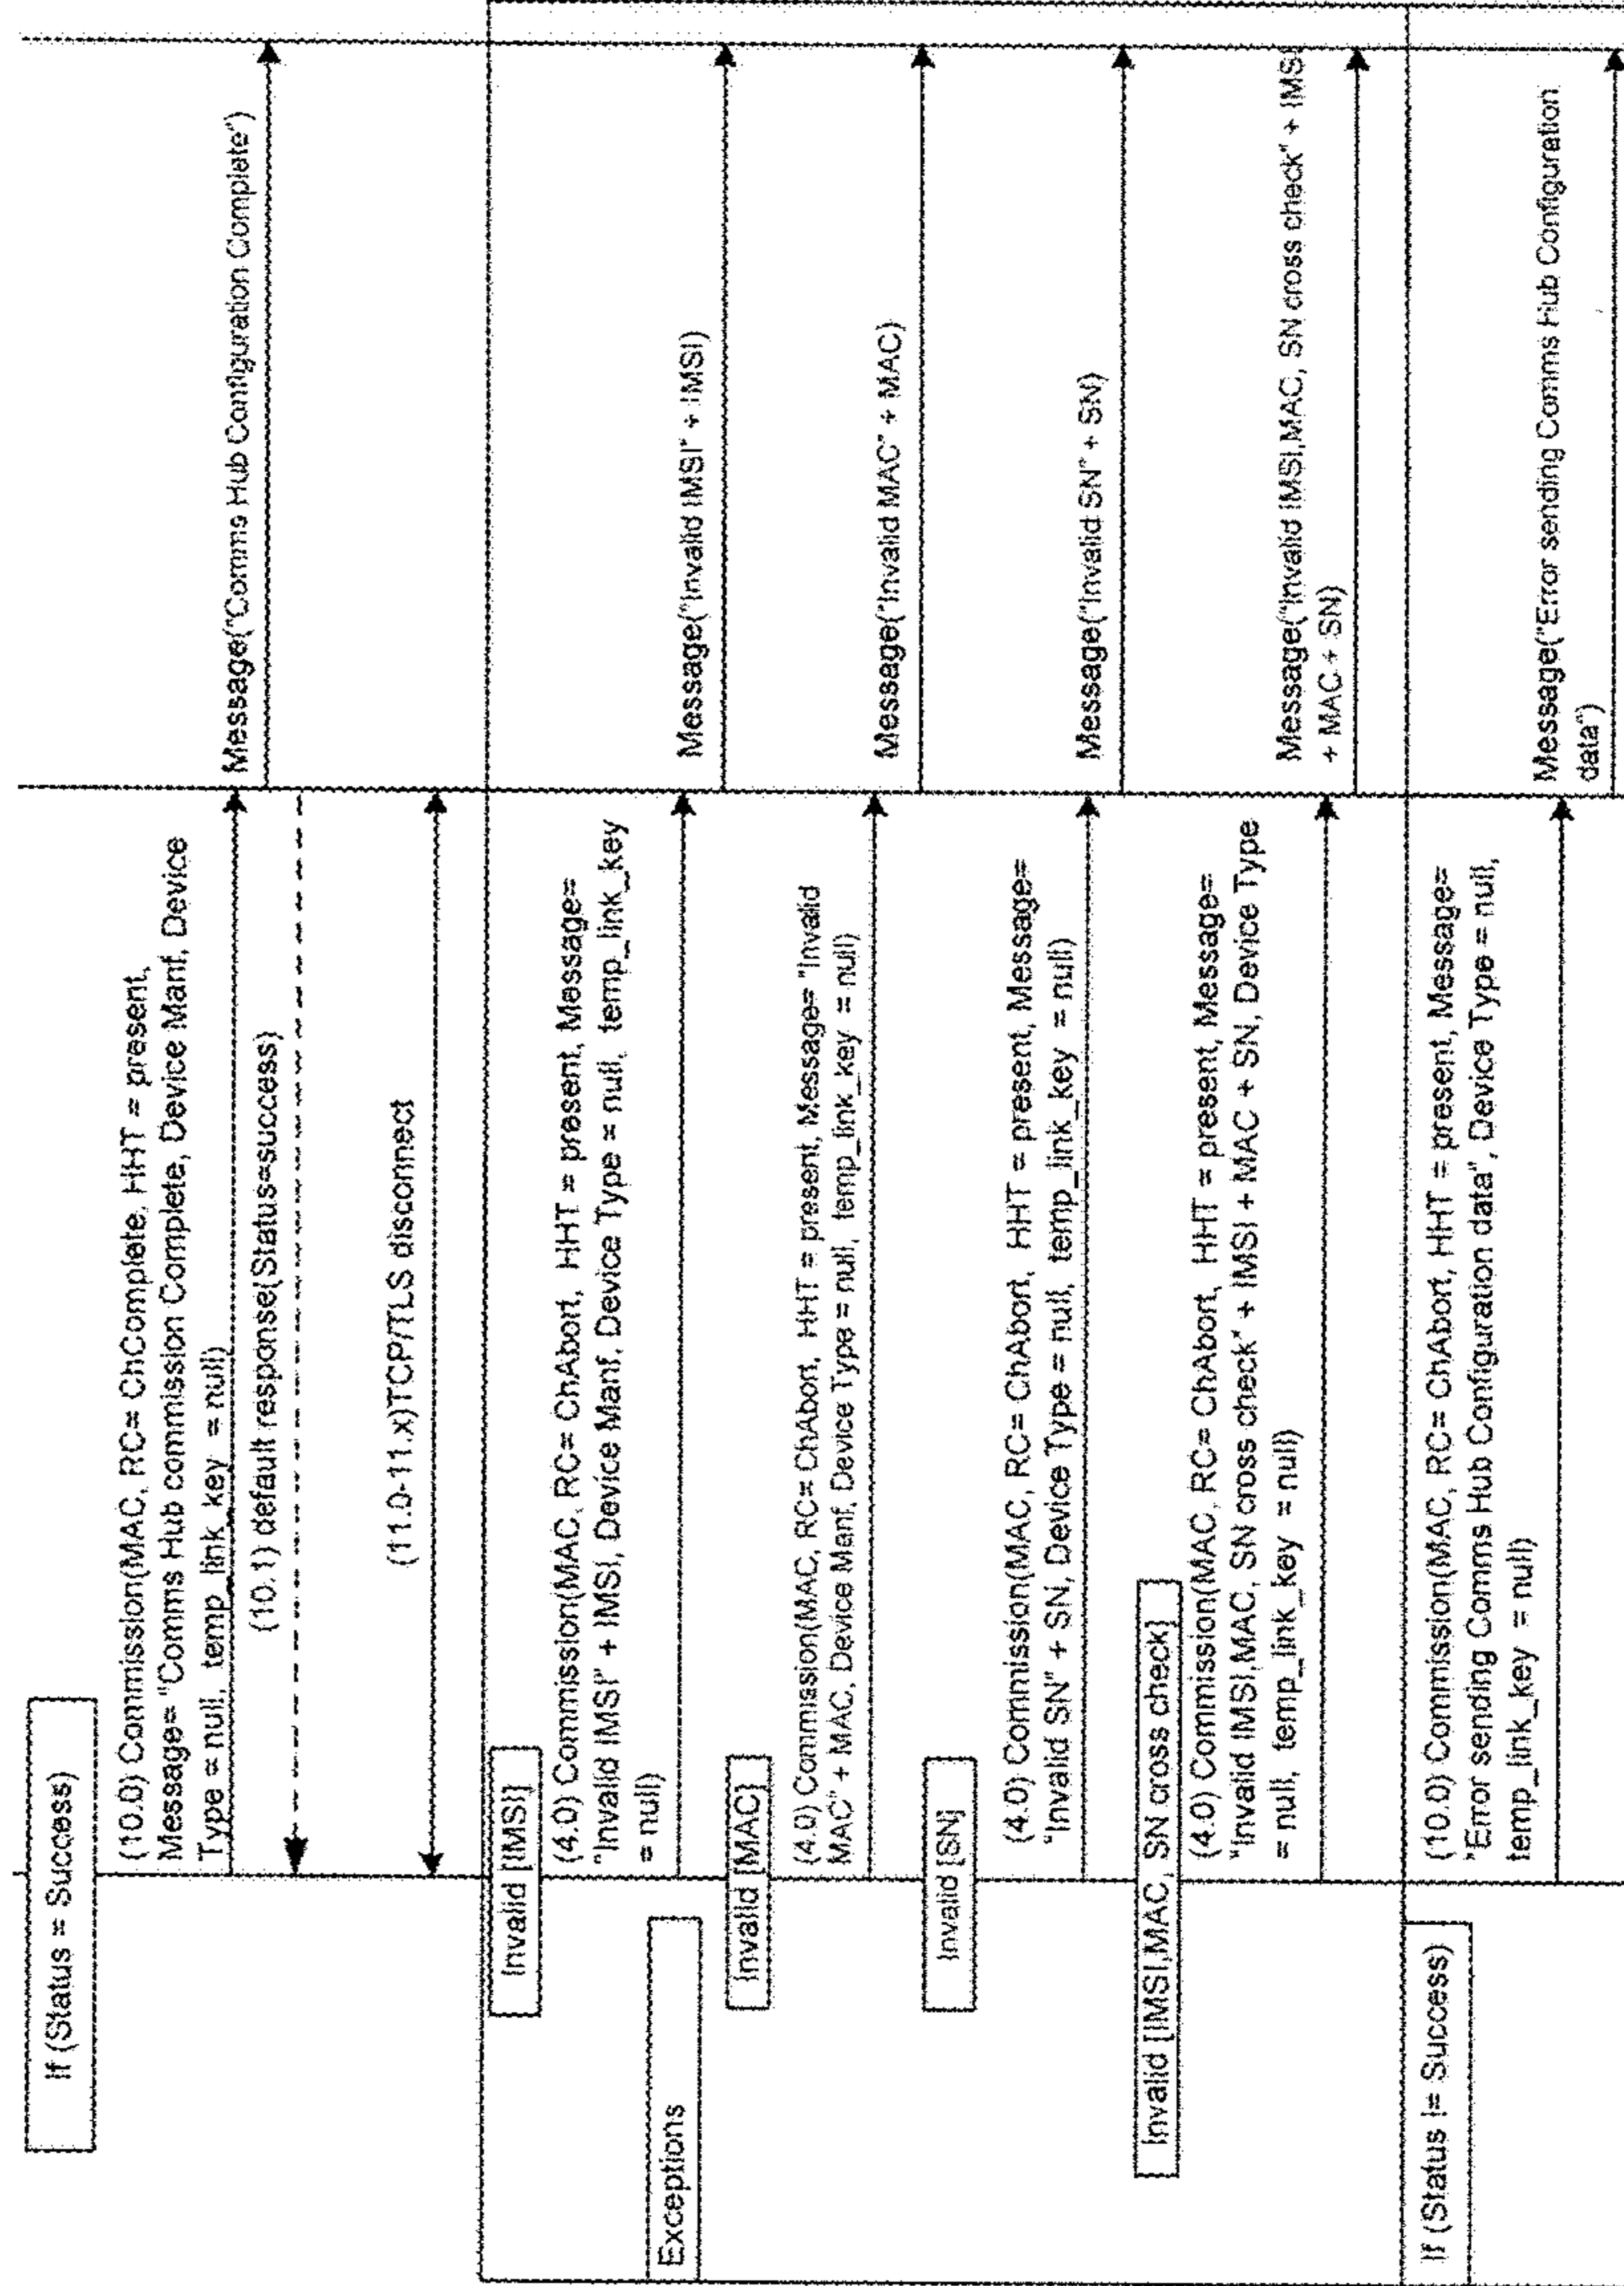 If (Status = Success)
(10.0) Commission(MAC, RC= ChComplete, HHT = present,
Message= "Comms Hub commission Complete, Device Manf, Device
Type = null, temp_link_key = null)
Message("Comms Hub Configuration Complete")
(10.1) default response(Status=success)
(11.0-11.x)TCP/TLS disconnect
Invalid [IMSI]
(4.0) Commission(MAC, RC= ChAbort, HHT = present, Message=
"Invalid IMSI" + IMSI, Device Manf, Device Type = null, temp_link_key
= null)
Message("Invalid IMSI" + IMSI)
Exceptions
Invalid [MAC]
(4.0) Commission(MAC, RC= ChAbort, HHT = present, Message= "Invalid
MAC" + MAC, Device Manf, Device Type = null, temp_link_key = null)
Message("Invalid MAC" + MAC)
Invalid [SN]
(4.0) Commission(MAC, RC= ChAbort, HHT = present, Message=
"Invalid SN" + SN, Device Type = null, temp_link_key = null)
Message("Invalid SN" + SN)
Invalid [IMSI,MAC, SN cross check]
(4.0) Commission(MAC, RC= ChAbort, HHT = present, Message=
"Invalid IMSI,MAC, SN cross check" + IMSI + MAC + SN, Device Type
= null, temp_link_key = null)
Message("Invalid IMSI,MAC, SN cross check" + IMSI
+ MAC + SN)
If (Status != Success)
(10.0) Commission(MAC, RC= ChAbort, HHT = present, Message=
"Error sending Comms Hub Configuration data", Device Type = null,
temp_link_key = null)
Message("Error sending Comms Hub Configuration
data")